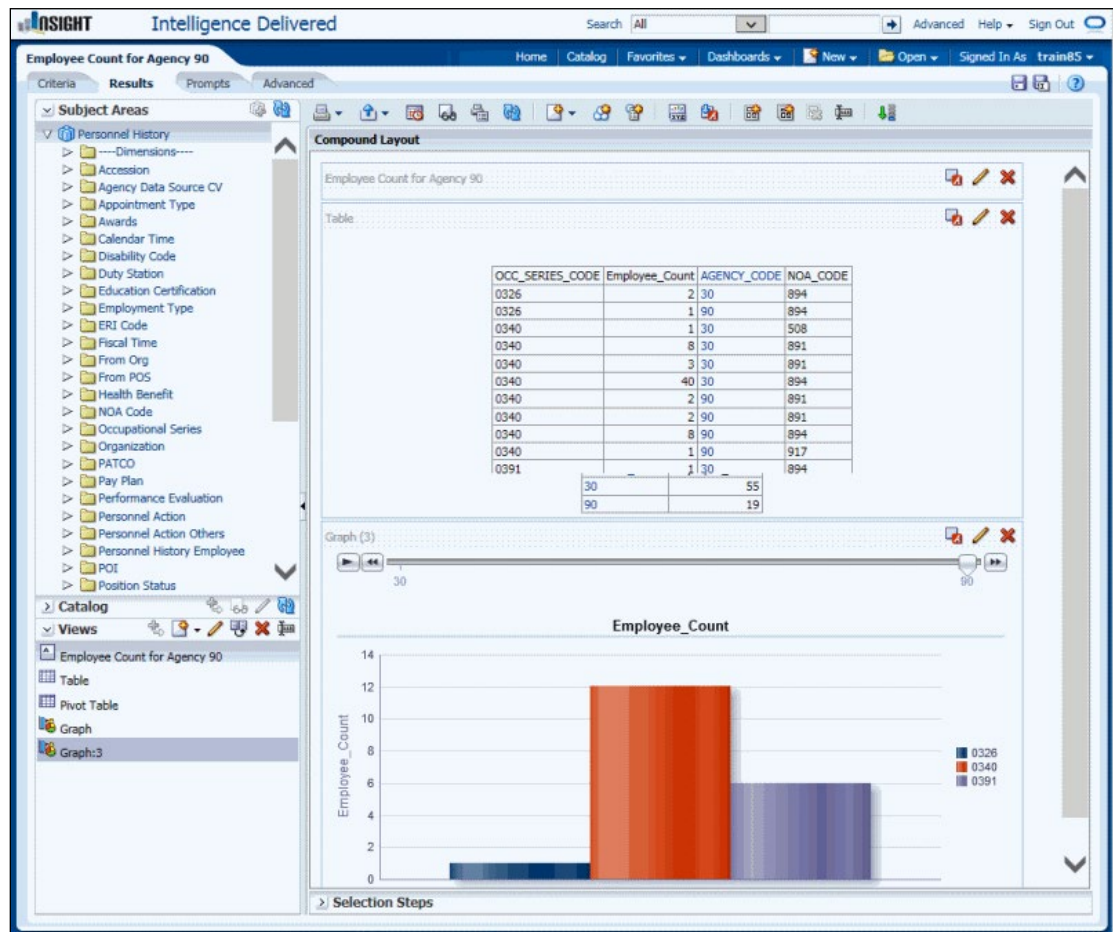 INSIGHT Intelligence Delivered Search All Advanced Help Sign Out
Employee Count for Agency 90 Home Catalog Favorites Dashboards New Open Signed In As train85
Criteria Results Prompts Advanced
Subject Areas
Personnel History
----Dimensions----
Accession
Agency Data Source CV
Appointment Type
Awards
Calendar Time
Disability Code
Duty Station
Education Certification
Employment Type
ERI Code
Fiscal Time
From Org
From POS
Health Benefit
NOA Code
Occupational Series
Organization
PATCO
Pay Plan
Performance Evaluation
Personnel Action
Personnel Action Others
Personnel History Employee
POI
Position Status
Catalog
Views
Employee Count for Agency 90
Table
Pivot Table
Graph
Graph:3
Compound Layout
Employee Count for Agency 90
Table
OCC_SERIES_CODE Employee_Count AGENCY_CODE NOA_CODE
0326 2 30 894
0326 1 90 894
0340 1 30 508
0340 8 30 891
0340 3 30 891
0340 40 30 894
0340 2 90 891
0340 2 90 891
0340 8 90 894
0340 1 90 917
0391 1 30 894
30 55
90 19
Graph (3)
30 90
Employee_Count
14
12
10
8
6
4
2
0
Employee_Count
0326
0340
0391
Selection Steps